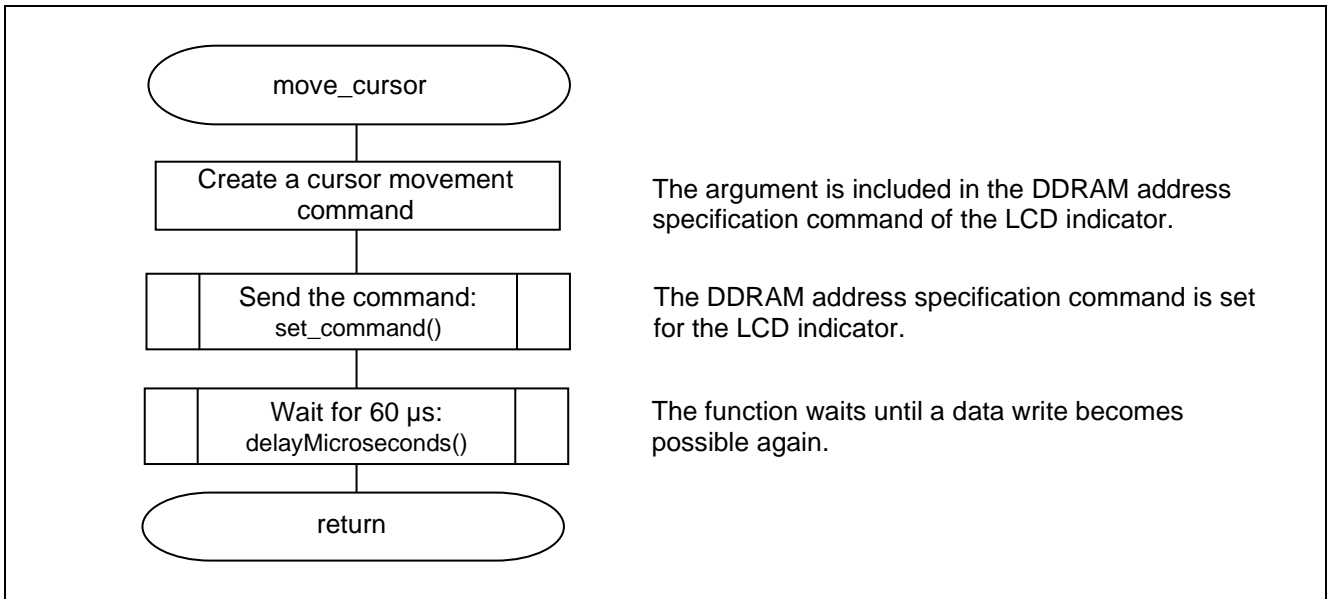 move_cursor
Create a cursor movement
command
The argument is included in the DDRAM address
specification command of the LCD indicator.
Send the command:
set_command()
The DDRAM address specification command is set
for the LCD indicator.
Wait for 60 µs:
delayMicroseconds()
The function waits until a data write becomes
possible again.
return